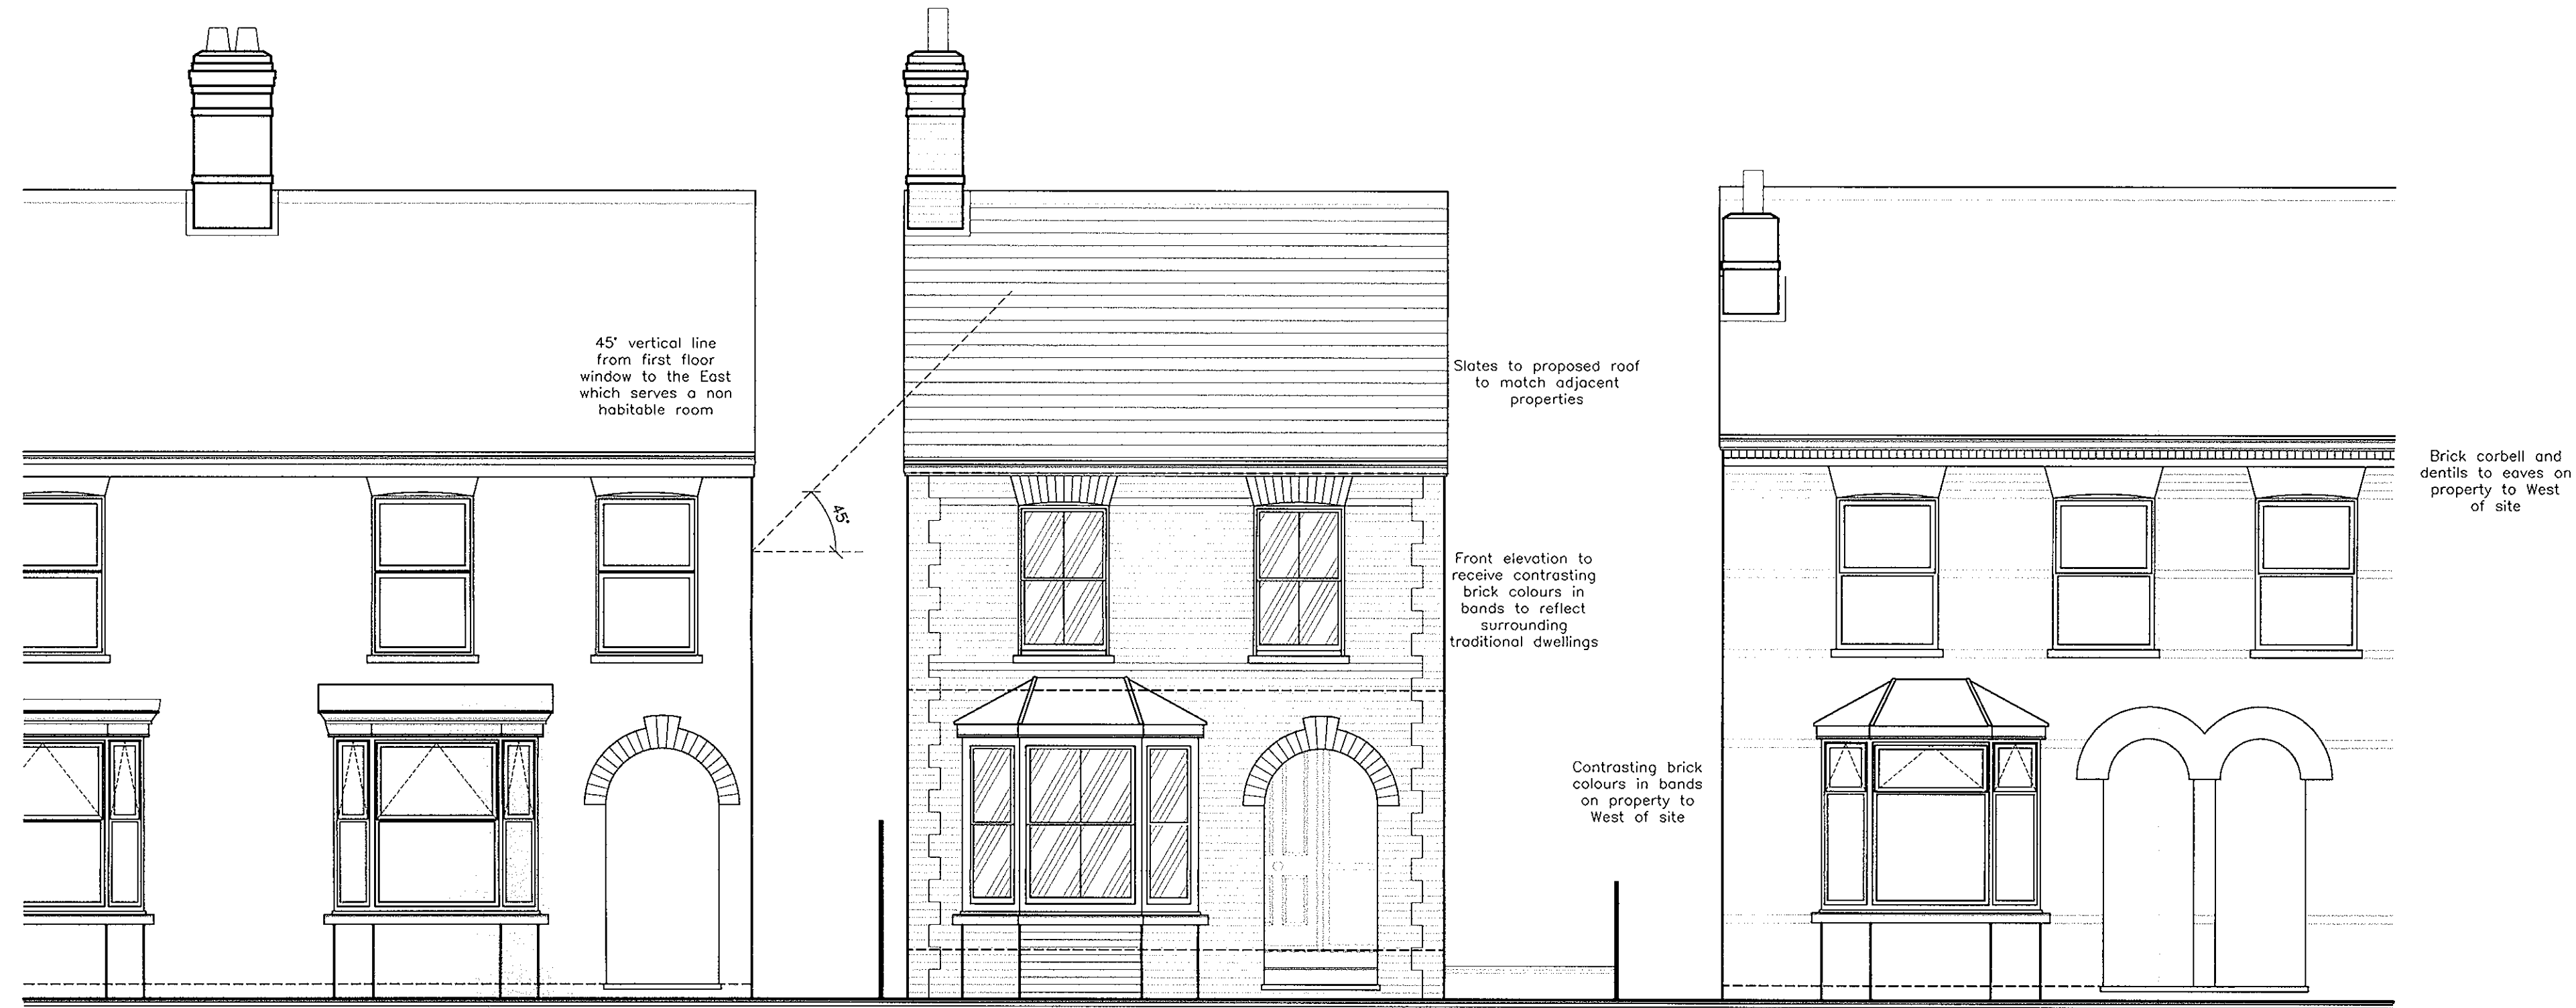 45° vertical line
from first floor
window to the East
which serves a non
habitable room
45°
Slates to proposed roof
to match adjacent
properties
Front elevation to
receive contrasting
brick colours in
bands to reflect
surrounding
traditional dwellings
Contrasting brick
colours in bands
on property to
West of site
Brick corbell and
dentils to eaves on
property to West
of site